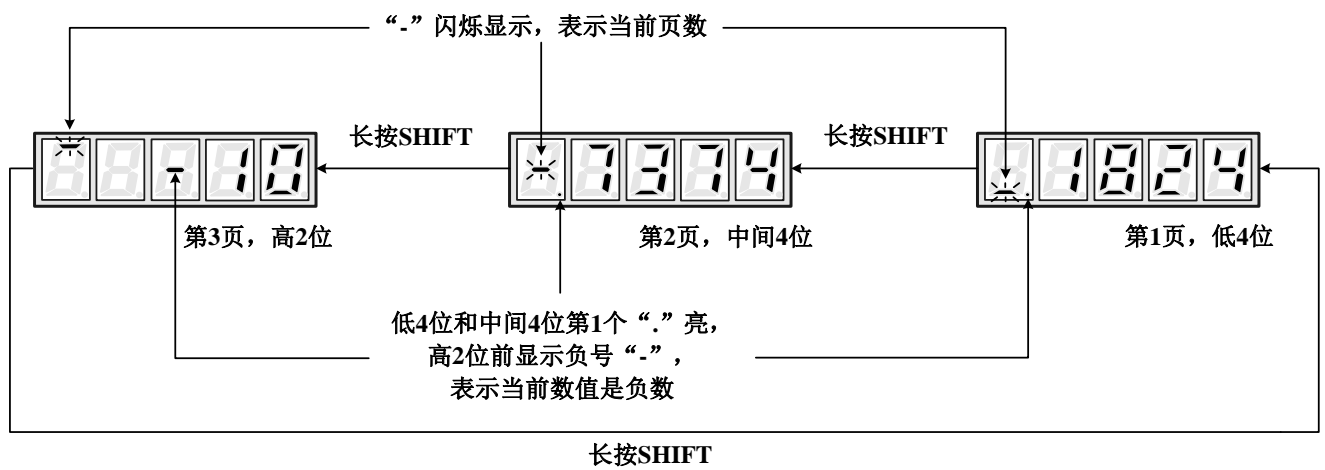 “-”闪烁显示，表示当前页数
长按SHIFT
长按SHIFT
-10
-7374
_.1824
第3页，高2位
第2页，中间4位
第1页，低4位
低4位和中间4位第1个“.”亮，
高2位前显示负号“-”，
表示当前数值是负数
长按SHIFT